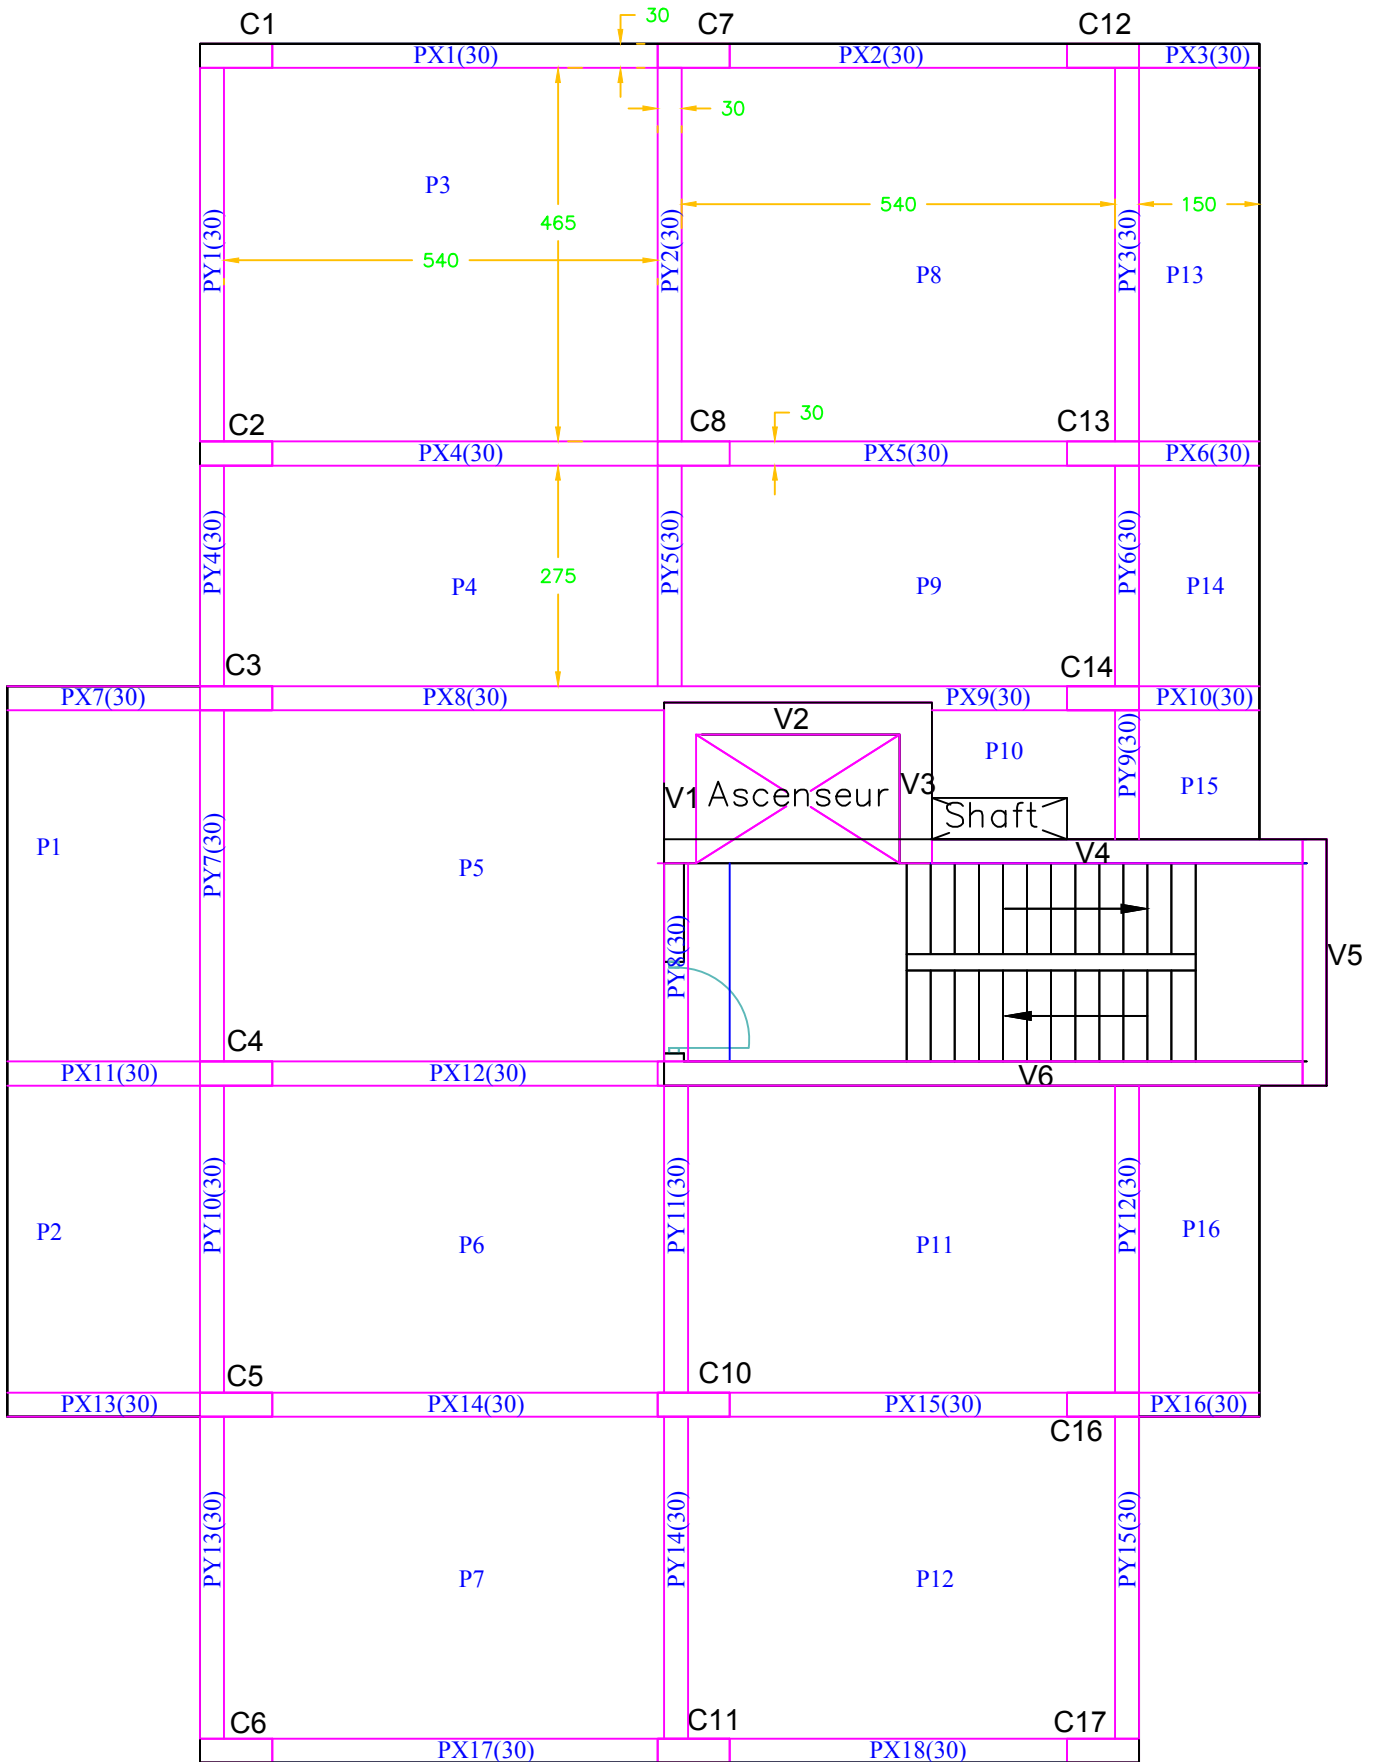 C1
C7
C12
30
PX1(30)
PX2(30)
PX3(30)
30
P3
540
150
465
PY1(30)
PY2(30)
PY3(30)
540
P8
P13
C2
C8
30
C13
PX4(30)
PX5(30)
PX6(30)
PY4(30)
PY5(30)
PY6(30)
275
P4
P9
P14
C3
C14
PX7(30)
PX8(30)
PX9(30)
PX10(30)
V2
P10
PY9(30)
V1
Ascenseur
V3
P15
Shaft
P1
PY7(30)
P5
V4
PY8(30)
V5
C4
PX11(30)
PX12(30)
V6
PY10(30)
PY11(30)
PY12(30)
P2
P6
P11
P16
C5
C10
PX13(30)
PX14(30)
PX15(30)
PX16(30)
C16
PY13(30)
PY14(30)
PY15(30)
P7
P12
C6
C11
C17
PX17(30)
PX18(30)